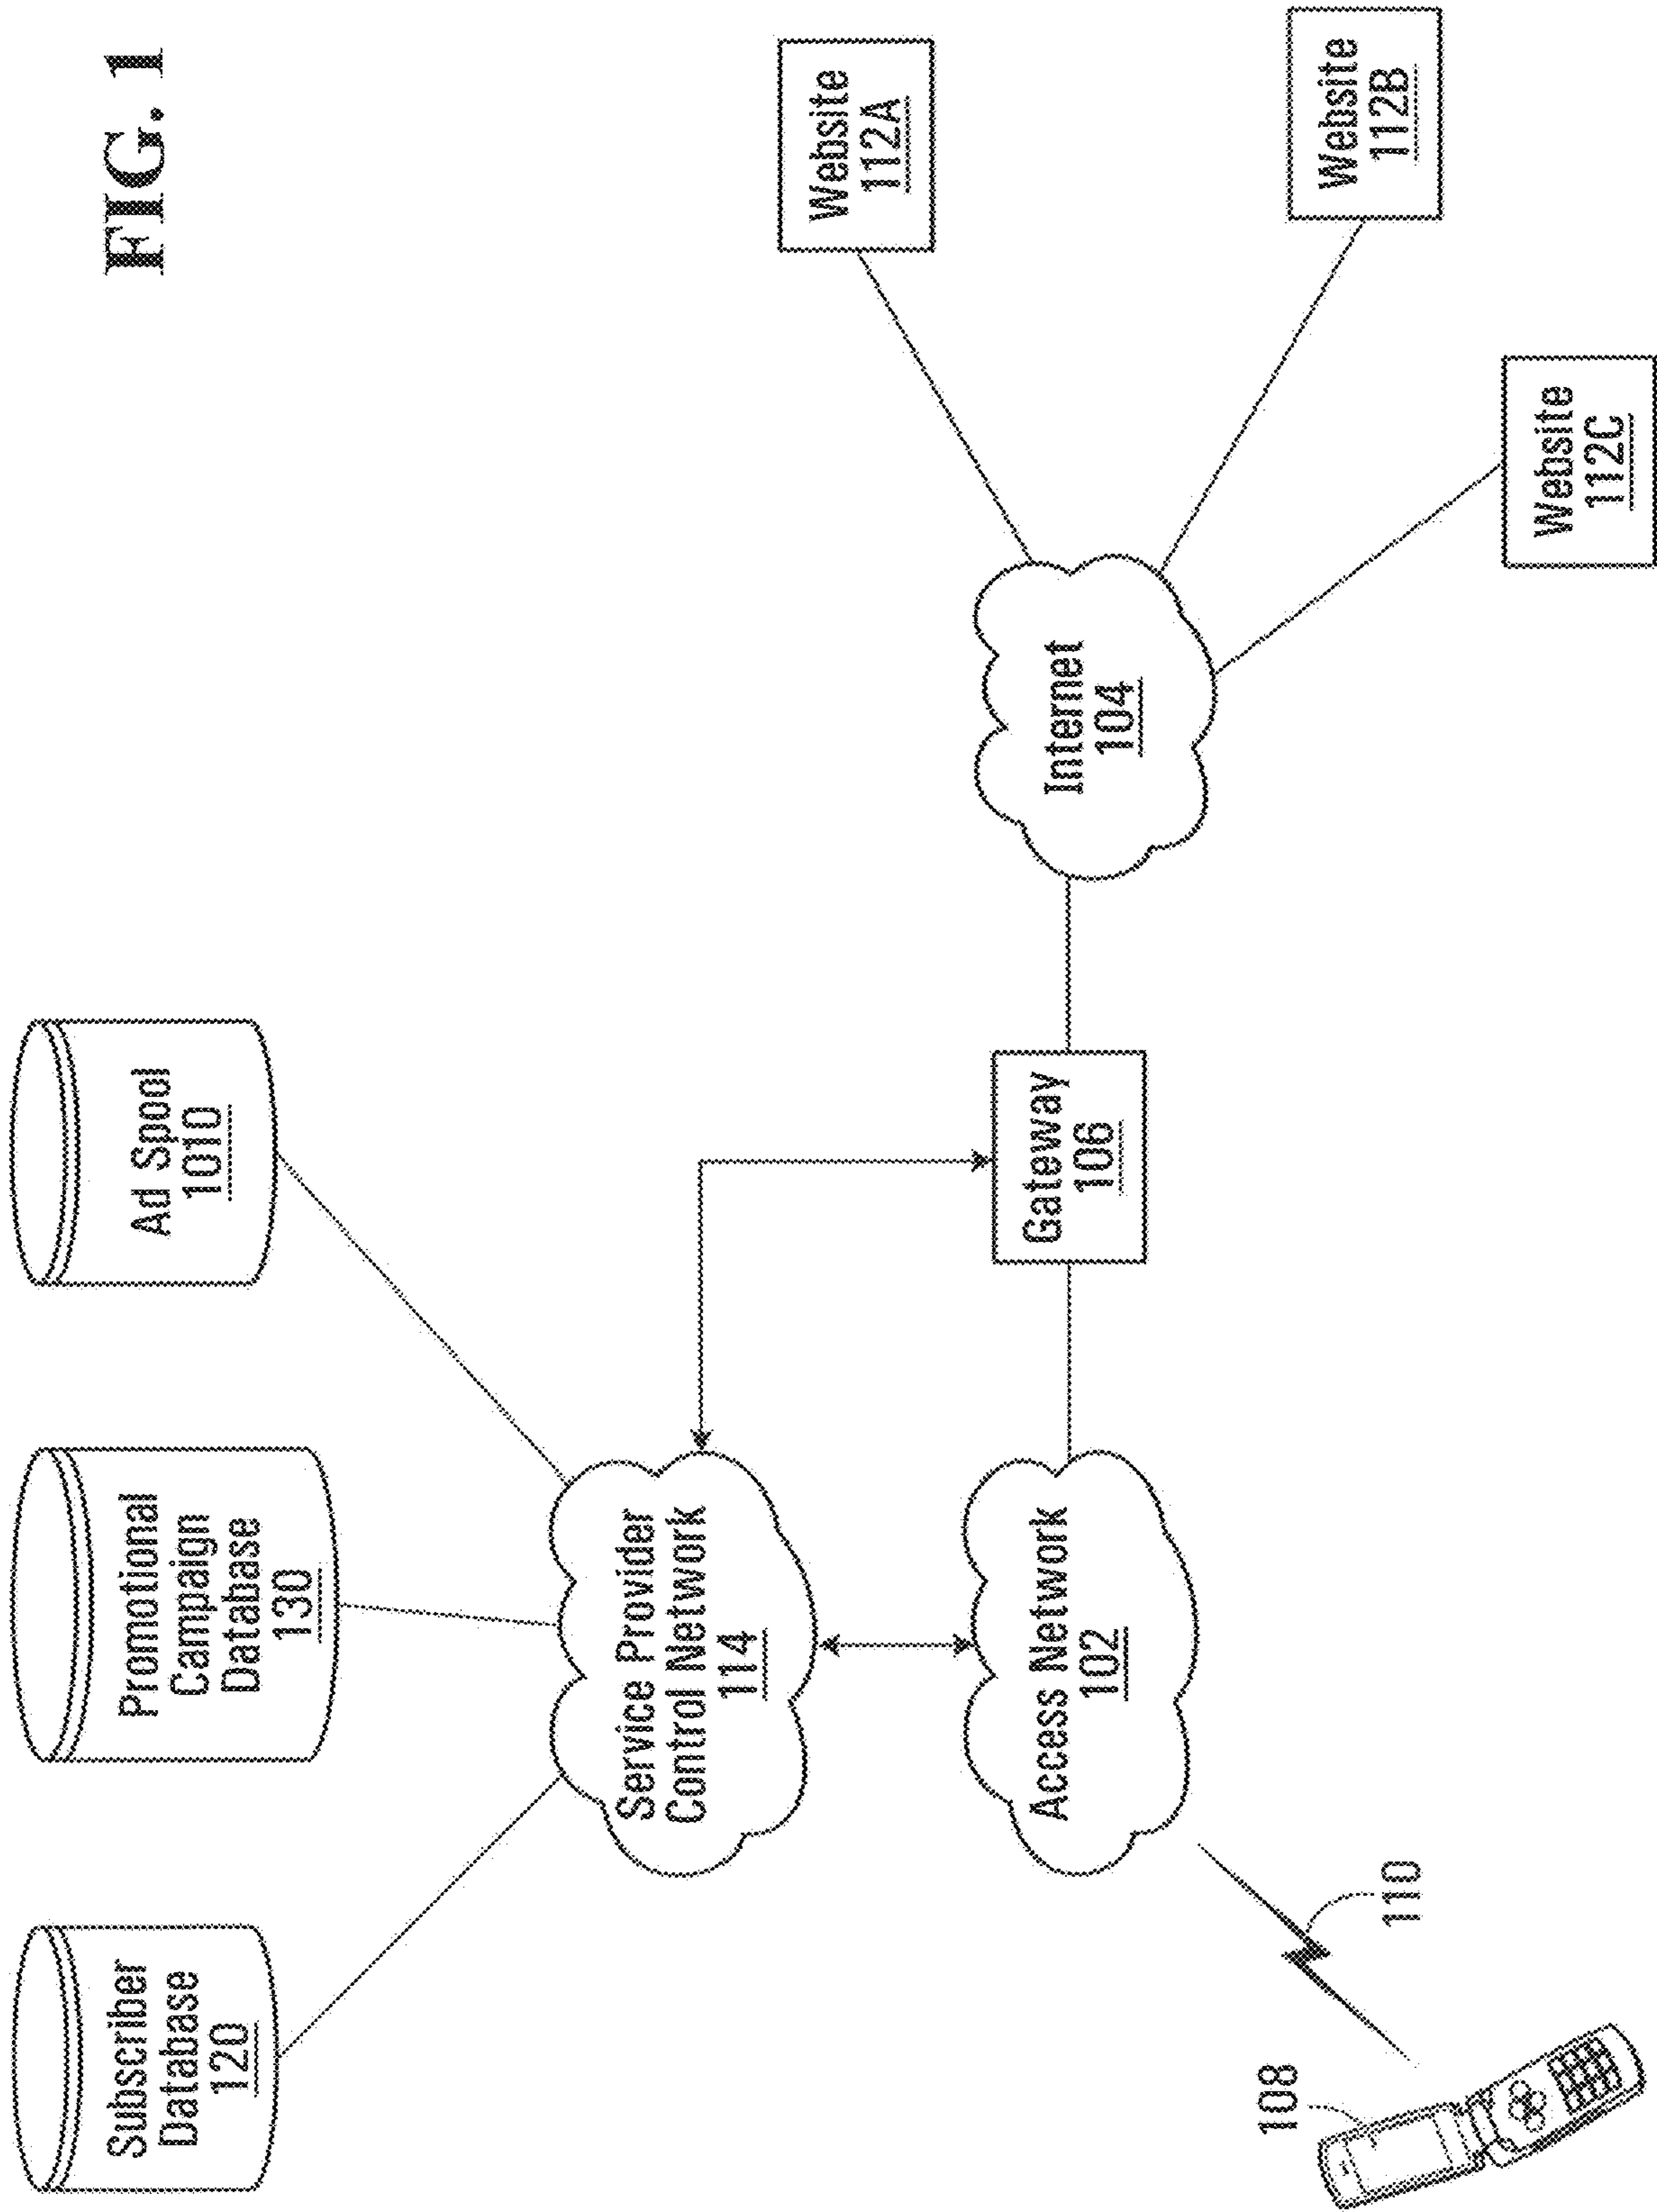 FIG. 1
Subscriber
Database
120
Promotional
Campaign
Database
130
Ad Spool
1010
Service Provider
Control Network
114
Access Network
102
Gateway
106
Internet
104
Website
112A
Website
112B
Website
112C
108
110